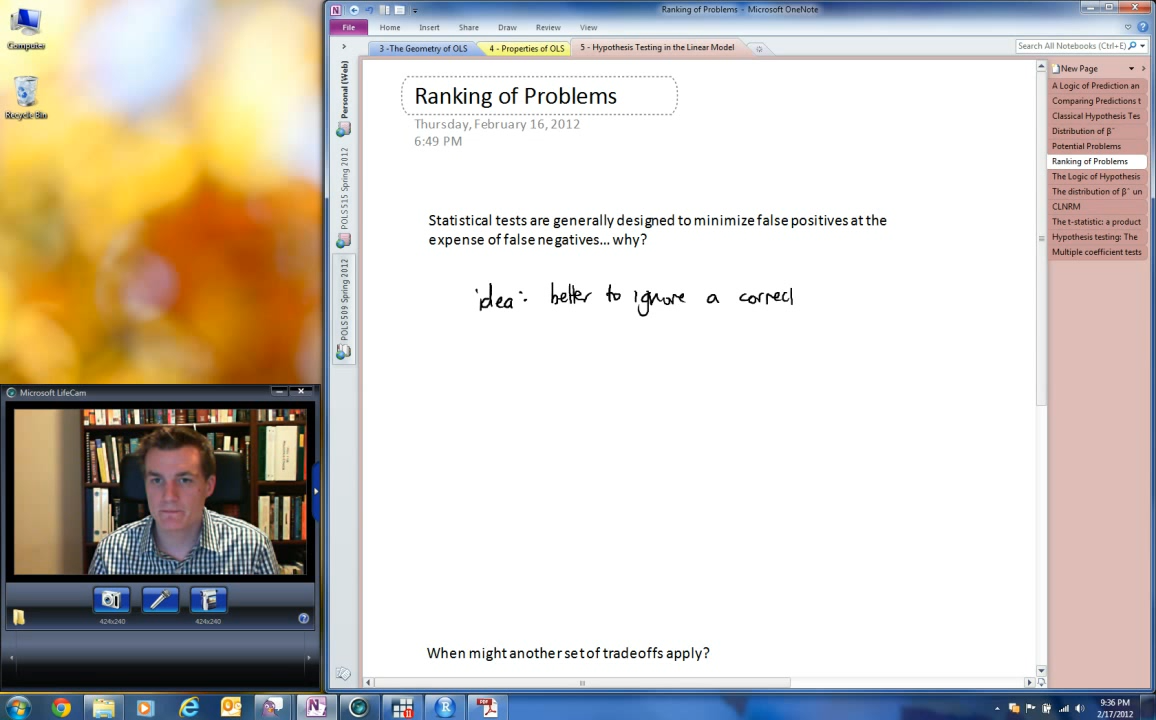 Computer
Recycle Bin
Ranking of Problems - Microsoft OneNote
File Home Insert Share Draw Review View
3 -The Geometry of OLS
4 - Properties of OLS
5 - Hypothesis Testing in the Linear Model
Search All Notebooks (Ctrl+E)
Personal (Web)
POLS 515 Spring 2012
POLS 509 Spring 2012
Ranking of Problems
Thursday, February 16, 2012
6:49 PM
Statistical tests are generally designed to minimize false positives at the
expense of false negatives... why?
idea: better to ignore a correct
When might another set of tradeoffs apply?
New Page
A Logic of Prediction an
Comparing Predictions t
Classical Hypothesis Tes
Distribution of β^
Potential Problems
Ranking of Problems
The Logic of Hypothesis
The distribution of β^ un
CLNRM
The t-statistic: a product
Hypothesis testing: The
Multiple coefficient tests
Microsoft LifeCam
424x240
424x240
9:36 PM
2/17/2012